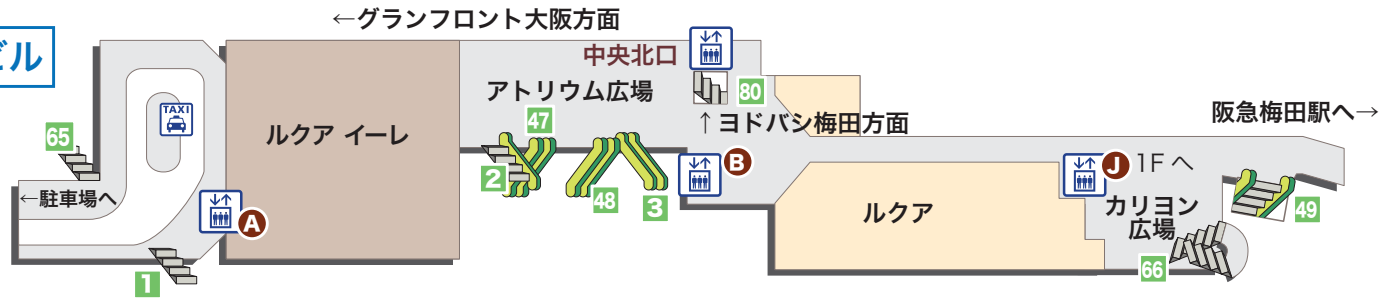 ←グランフロント大阪方面
ビル
中央北口
アトリウム広場
80
TAXI
47
↑ヨドバシ梅田方面
阪急梅田駅へ→
65
ルクア イーレ
2
B
J
1Fへ
←駐車場へ
48
3
A
ルクア
カリヨン
広場
49
1
66